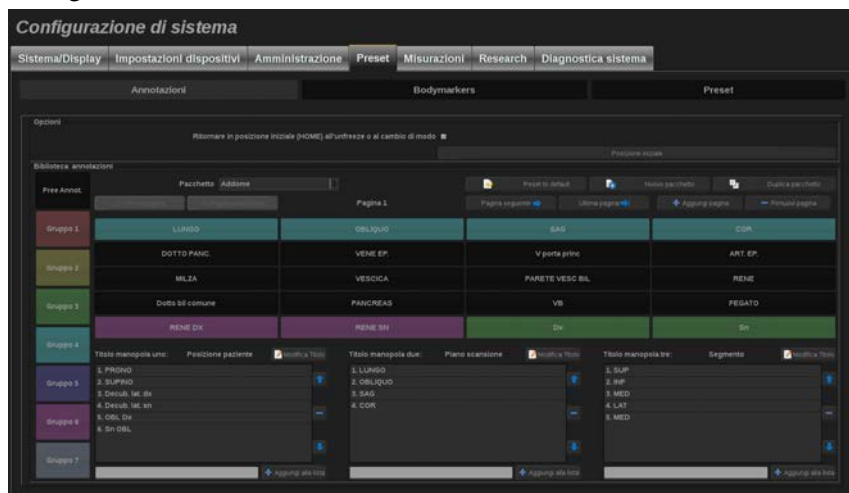 Configurazione di sistema
Sistema/Display Impostazioni dispositivi Amministrazione Preset Misurazioni Research Diagnostica sistema
Annotazioni Bodymarkers Preset
Opzioni
Ritornare in posizione iniziale (HOME) all'unfreeze o al cambio di modo
Posizione iniziale
Biblioteca annotazioni
Free Annot. Pacchetto Addome Preset to default Nuovo pacchetto Duplica pacchetto
Pagina 1 Pagina seguente Ultima pagina Aggiungi pagina Rimuovi pagina
Gruppo 1 LUNGO OBLIQUO SAG COR.
DOTTO PANC. VENE EP. V porta princ ART. EP.
Gruppo 2
MILZA VESCICA PARETE VESC BIL RENE
Gruppo 3 Dotto bil comune PANCREAS VB FEGATO
RENE DX RENE SN Dx Sn
Gruppo 4
Titolo manopola uno: Posizione paziente Modifica Titolo Titolo manopola due: Piano scansione Modifica Titolo Titolo manopola tre: Segmento Modifica Titolo
1. PRONO 1. LUNGO 1. SUP
Gruppo 5 2. SUPINO 2. OBLIQUO 2. INF
3. Decub. lat. dx 3. SAG 3. MED
4. Decub. lat. sn 4. COR 4. LAT
Gruppo 6 5. OBL Dx 5. MED
6. Sn OBL
Gruppo 7
Aggiungi alla lista Aggiungi alla lista Aggiungi alla lista